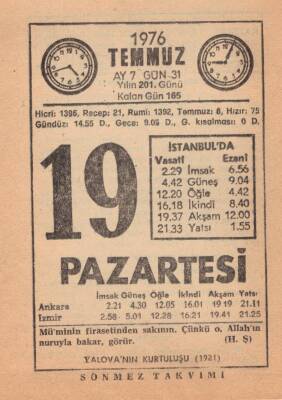 1976
TEMMUZ
AY 7 GÜN 31
Yılın 201. Günü
Kalan Gün 165
Hicri: 1396, Recep: 21, Rumi: 1392, Temmuz: 6, Hızır: 75
Gündüz: 14.55 D., Gece: 9.05 D., G. kısalması: 0 D.
19
İSTANBUL'DA
Vasati Ezani
2.29 İmsak 6.56
4.42 Güneş 9.04
12.20 Öğle 4.42
16.18 İkindi 8.40
19.37 Akşam 12.00
21.33 Yatsı 1.55
PAZARTESİ
İmsak Güneş Öğle İkindi Akşam Yatsı
Ankara 2.21 4.30 12.05 16.01 19.19 21.11
İzmir 2.58 5.01 12.28 16.21 19.41 21.25
Mü'minin firasetinden sakının. Çünkü o, Allah'ın
nuruyla bakar, görür. (H. Ş)
YALOVA'NIN KURTULUŞU (1921)
SÖNMEZ TAKVİMİ